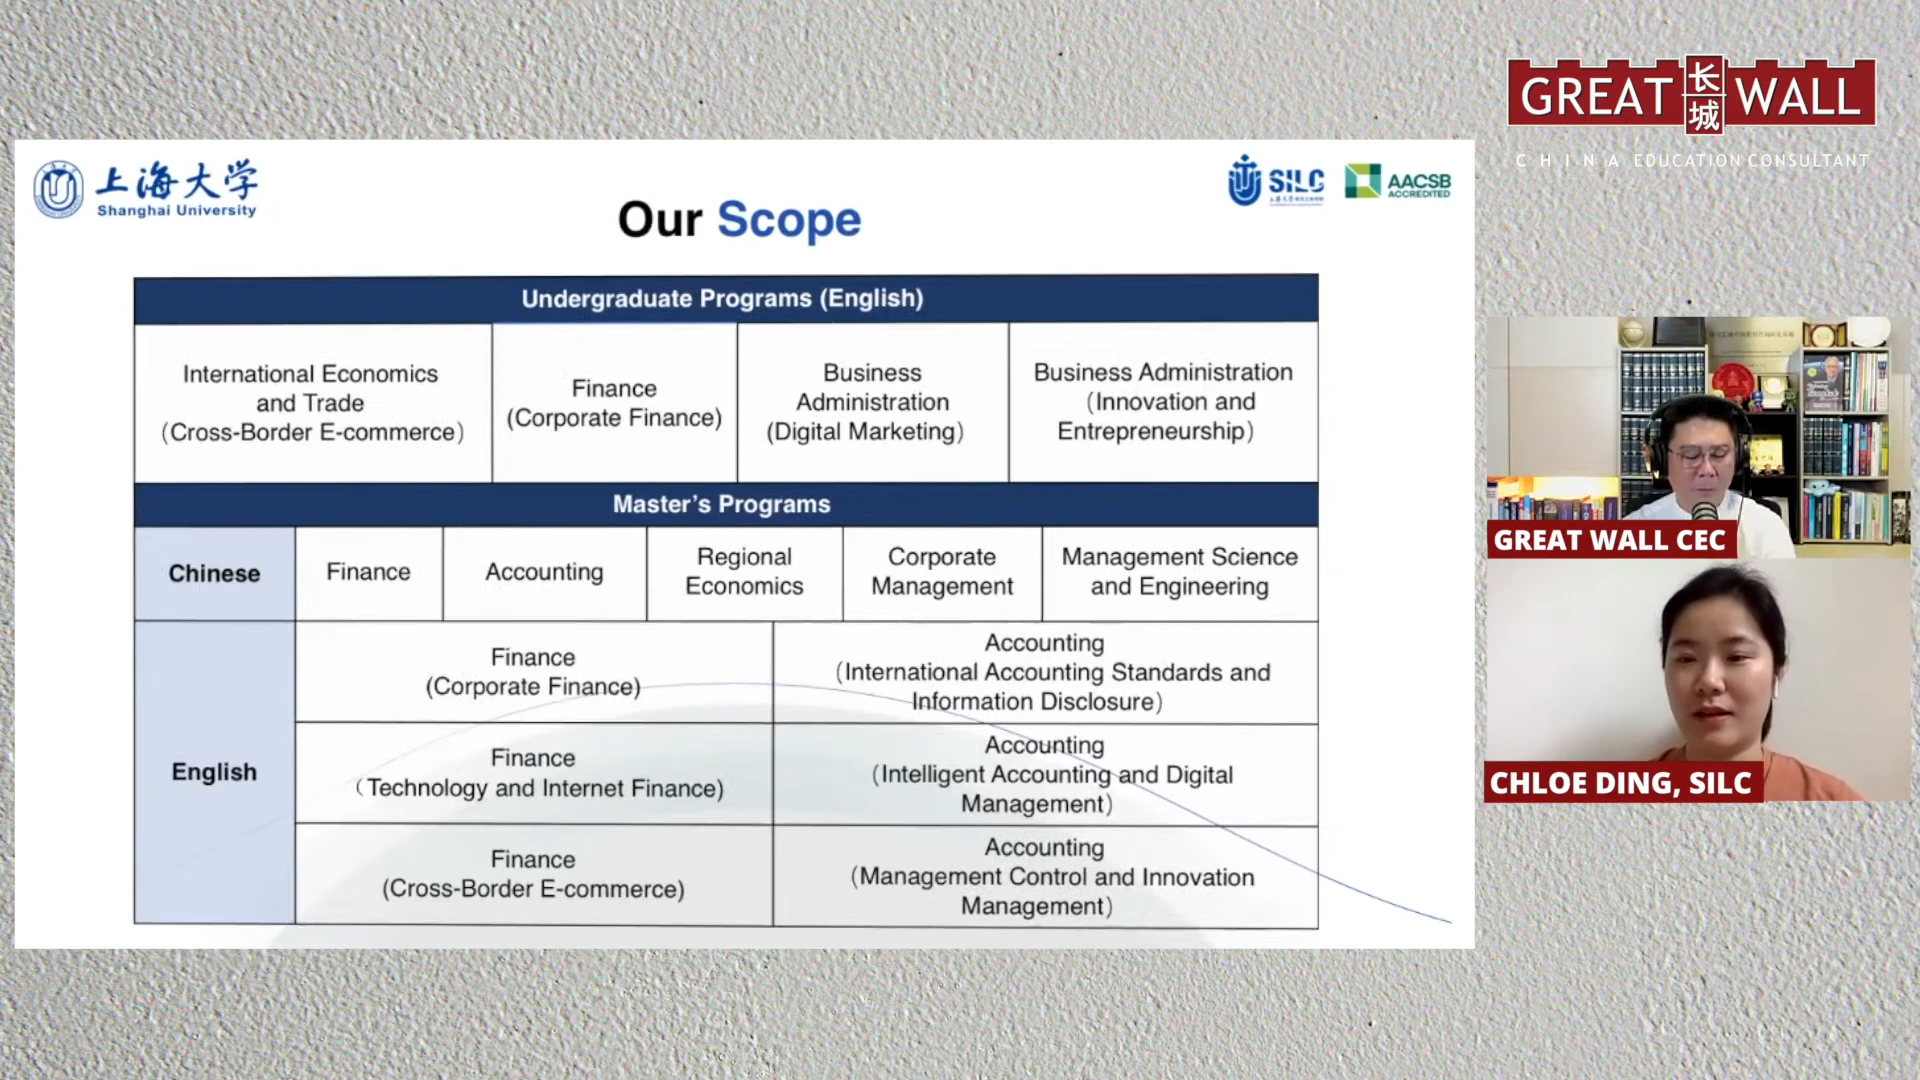 GREAT 长城 WALL
CHINA EDUCATION CONSULTANT
上海大学
Shanghai University
SILC
AACSB
ACCREDITED
Our Scope
Undergraduate Programs (English)
International Economics
and Trade
(Cross-Border E-commerce)
Finance
(Corporate Finance)
Business
Administration
(Digital Marketing)
Business Administration
(Innovation and
Entrepreneurship)
Master's Programs
Chinese
Finance
Accounting
Regional
Economics
Corporate
Management
Management Science
and Engineering
English
Finance
(Corporate Finance)
Accounting
(International Accounting Standards and
Information Disclosure)
Finance
(Technology and Internet Finance)
Accounting
(Intelligent Accounting and Digital
Management)
Finance
(Cross-Border E-commerce)
Accounting
(Management Control and Innovation
Management)
GREAT WALL CEC
CHLOE DING, SILC